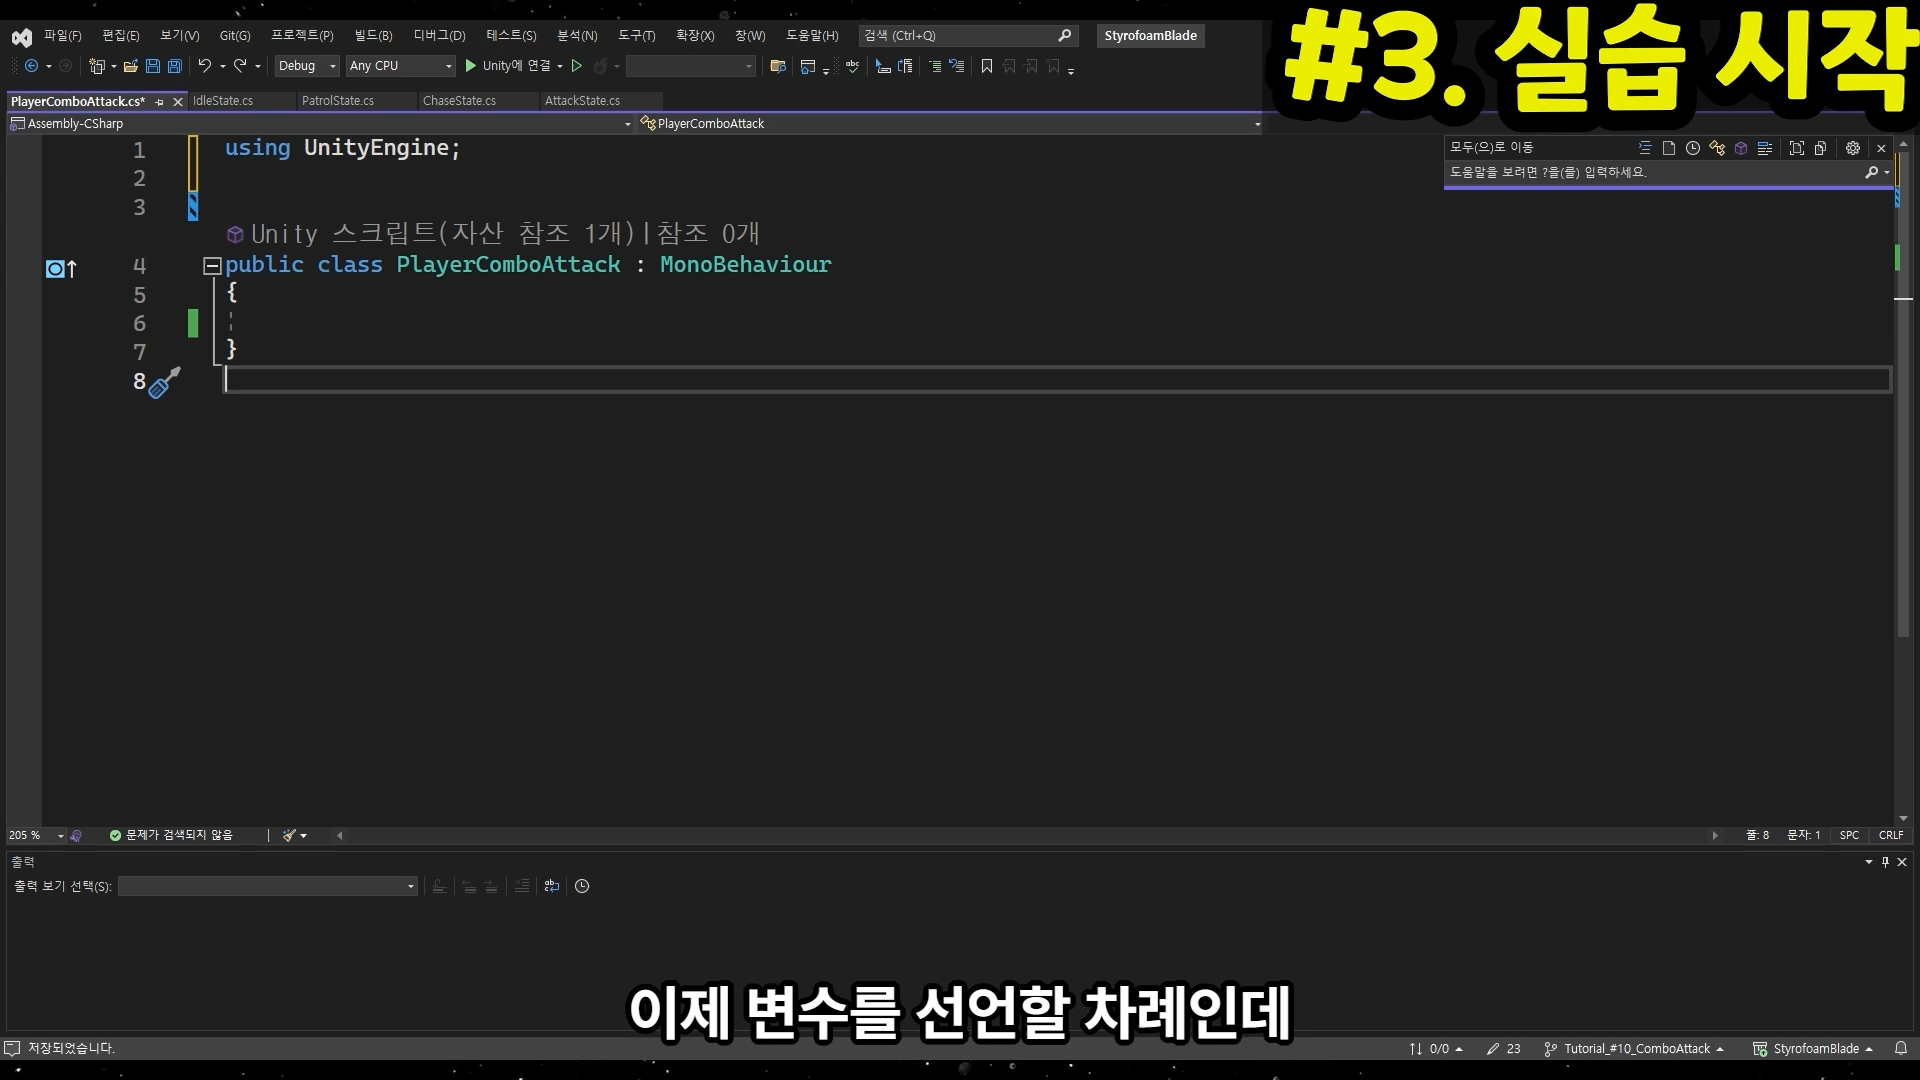 #3. 실습 시작
파일(F) 편집(E) 보기(V) Git(G) 프로젝트(P) 빌드(B) 디버그(D) 테스트(S) 분석(N) 도구(T) 확장(X) 창(W) 도움말(H) 검색 (Ctrl+Q) StyrofoamBlade
Debug Any CPU Unity에 연결
PlayerComboAttack.cs* IdleState.cs PatrolState.cs ChaseState.cs AttackState.cs
Assembly-CSharp PlayerComboAttack
모두(으)로 이동
도움말을 보려면 ?을(를) 입력하세요.
1 using UnityEngine;
2
3
Unity 스크립트(자산 참조 1개)|참조 0개
4 public class PlayerComboAttack : MonoBehaviour
5 {
6
7 }
8
205 % 문제가 검색되지 않음 줄: 8 문자: 1 SPC CRLF
출력
출력 보기 선택(S):
이제 변수를 선언할 차례인데
저장되었습니다. 0/0 23 Tutorial_#10_ComboAttack StyrofoamBlade